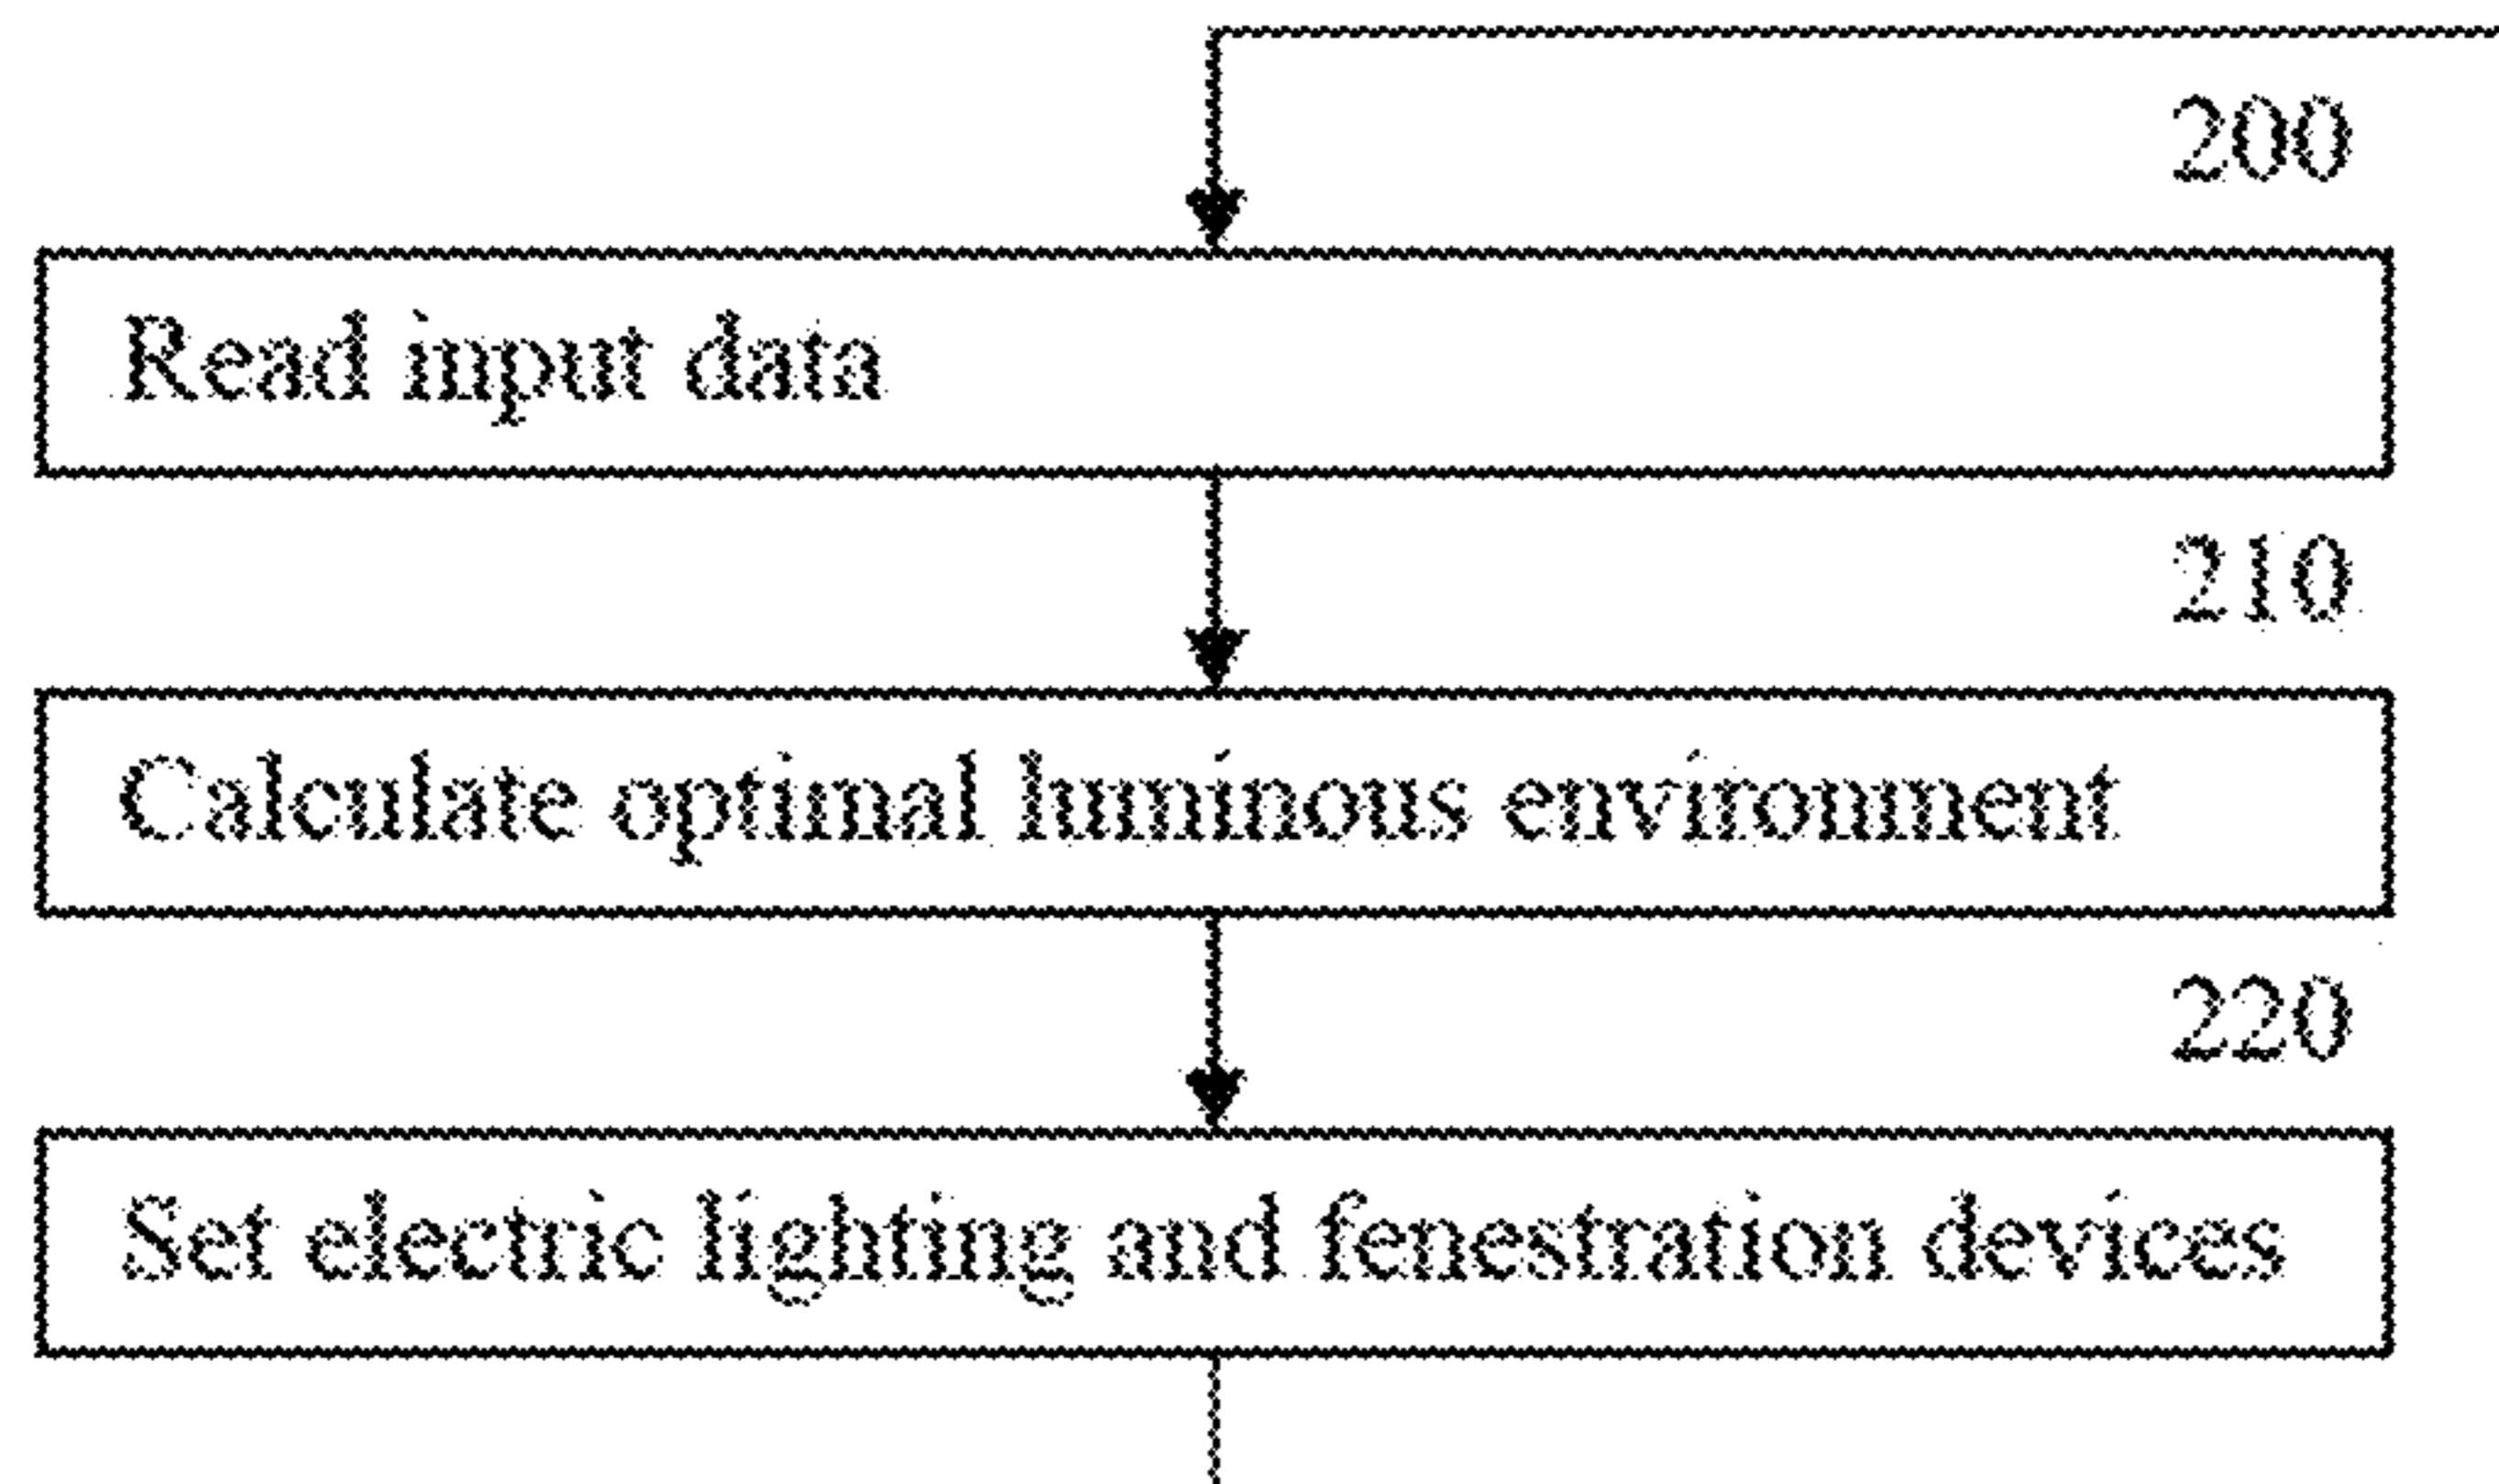 200
Read input data
210
Calculate optimal luminous environment
220
Set electric lighting and fenestration devices